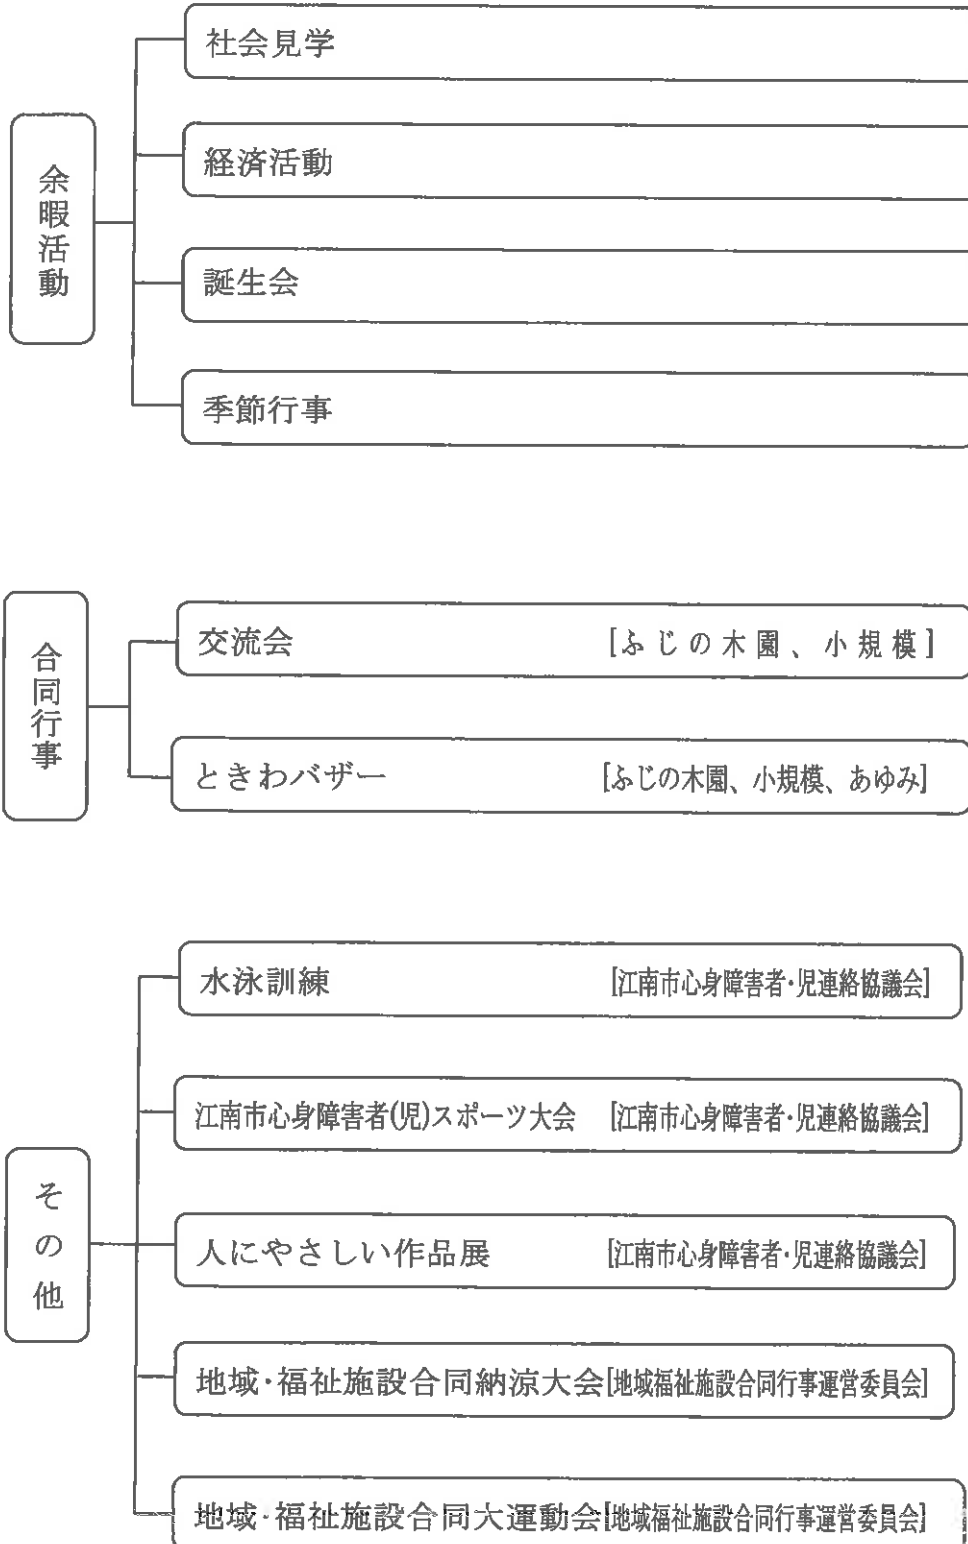 余暇活動
社会見学
経済活動
誕生会
季節行事
合同行事
交流会 [ふじの木園、小規模]
ときわバザー [ふじの木園、小規模、あゆみ]
その他
水泳訓練 [江南市心身障害者・児連絡協議会]
江南市心身障害者(児)スポーツ大会 [江南市心身障害者・児連絡協議会]
人にやさしい作品展 [江南市心身障害者・児連絡協議会]
地域・福祉施設合同納涼大会[地域福祉施設合同行事運営委員会]
地域・福祉施設合同大運動会[地域福祉施設合同行事運営委員会]